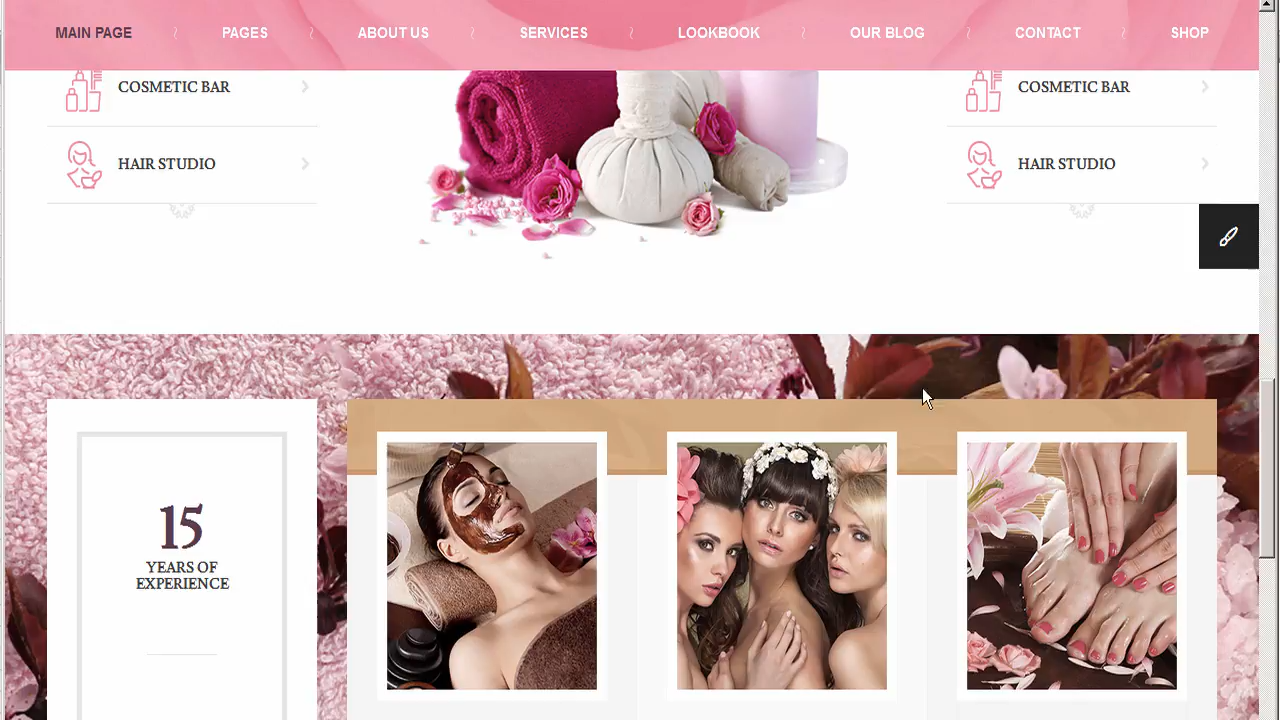 MAIN PAGE PAGES ABOUT US SERVICES LOOKBOOK OUR BLOG CONTACT SHOP
COSMETIC BAR
HAIR STUDIO
COSMETIC BAR
HAIR STUDIO
15
YEARS OF
EXPERIENCE